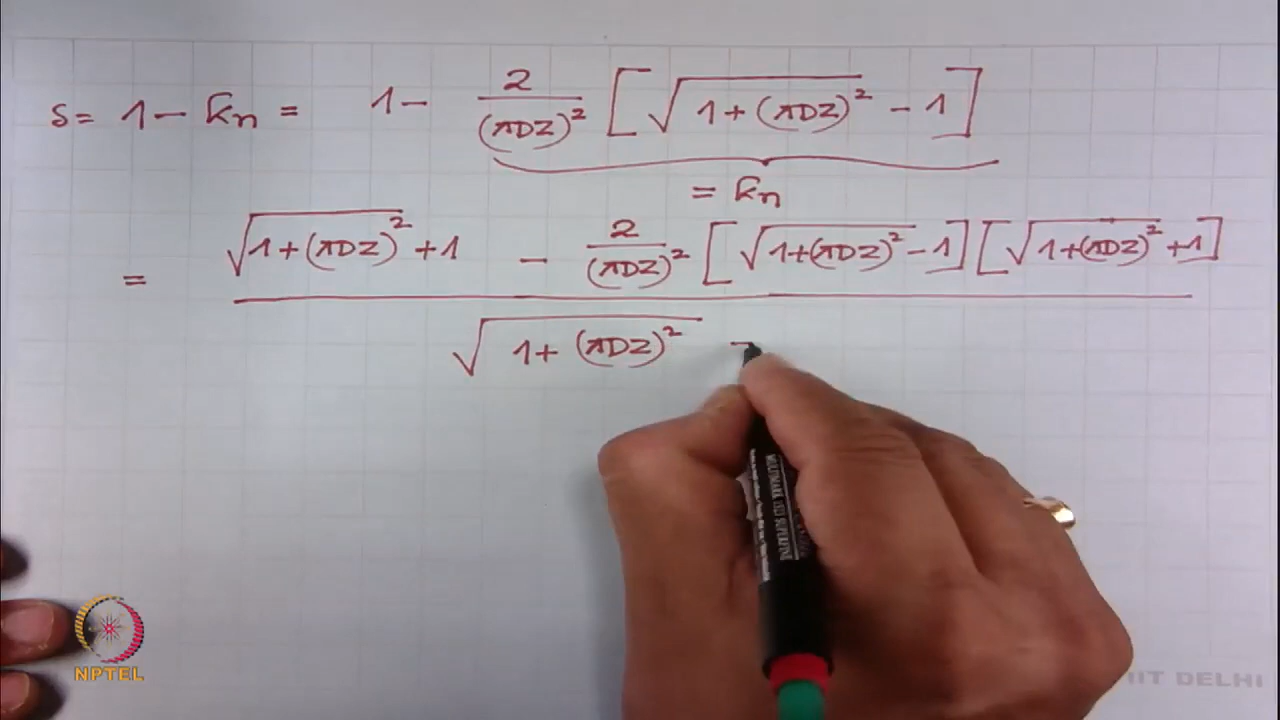 S = 1 - kn = 1 - 2/(πDZ)² [√(1+(πDZ)²) - 1]
= kn
= √(1+(πDZ)²) + 1 - 2/(πDZ)² [√(1+(πDZ)²) - 1] [√(1+(πDZ)²) + 1]
√(1+(πDZ)²)
NPTEL
IIT DELHI